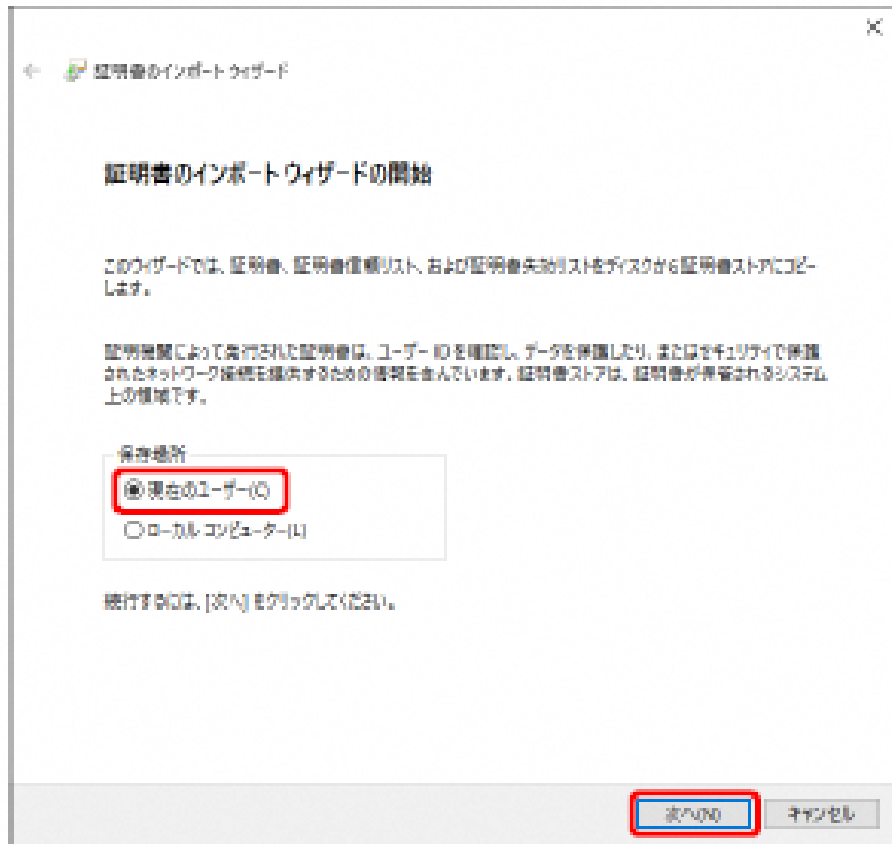 証明書のインポート ウィザード
証明書のインポート ウィザードの開始
このウィザードでは、証明書、証明書信頼リスト、および証明書失効リストをディスクから証明書ストアにコピー
します。
証明機関によって発行された証明書は、ユーザー ID を確認し、データを保護したり、またはセキュリティで保護
されたネットワーク接続を提供するための情報を含んでいます。証明書ストアは、証明書が保管されるシステム
上の領域です。
保存場所
現在のユーザー(C)
ローカル コンピューター(L)
続行するには、[次へ] をクリックしてください。
次へ(N)
キャンセル